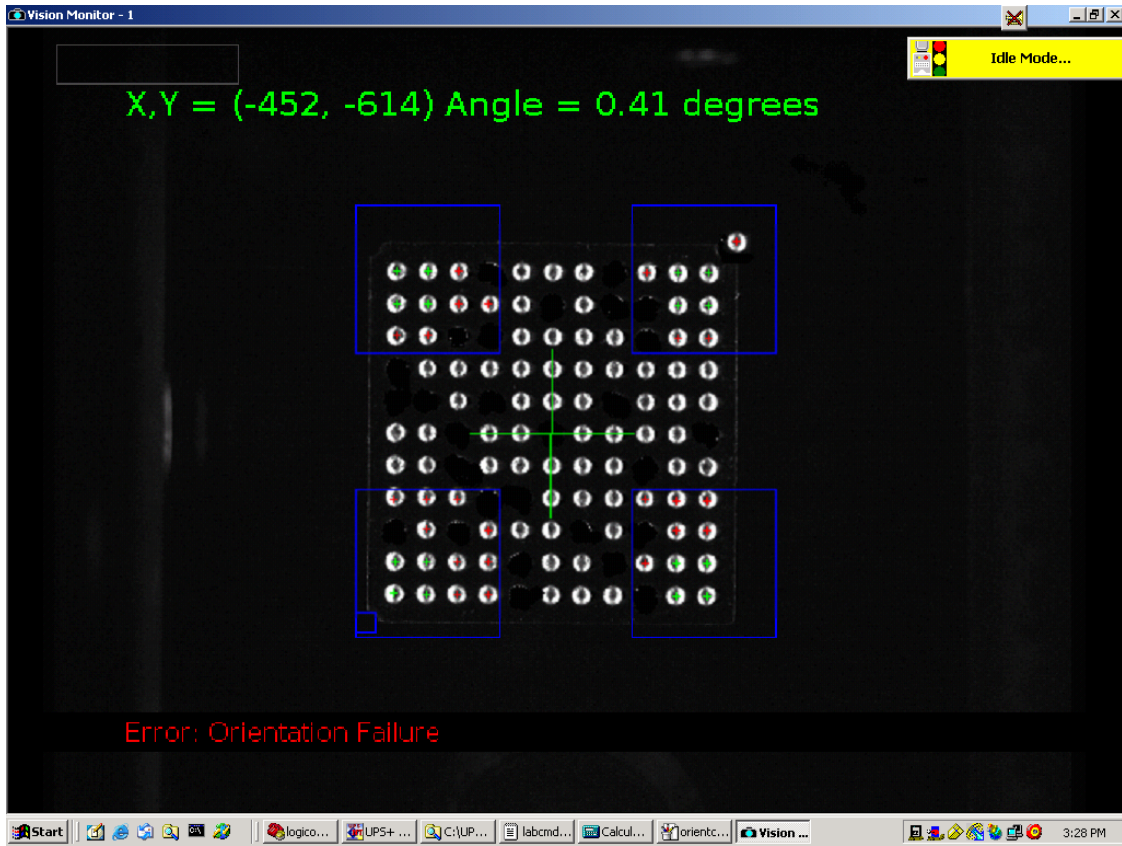 Vision Monitor - 1
Idle Mode...
X,Y = (-452, -614) Angle = 0.41 degrees
Error: Orientation Failure
Start
logico...
UPS+ ...
C:\UP...
labcmd...
Calcul...
orientc...
Vision ...
3:28 PM